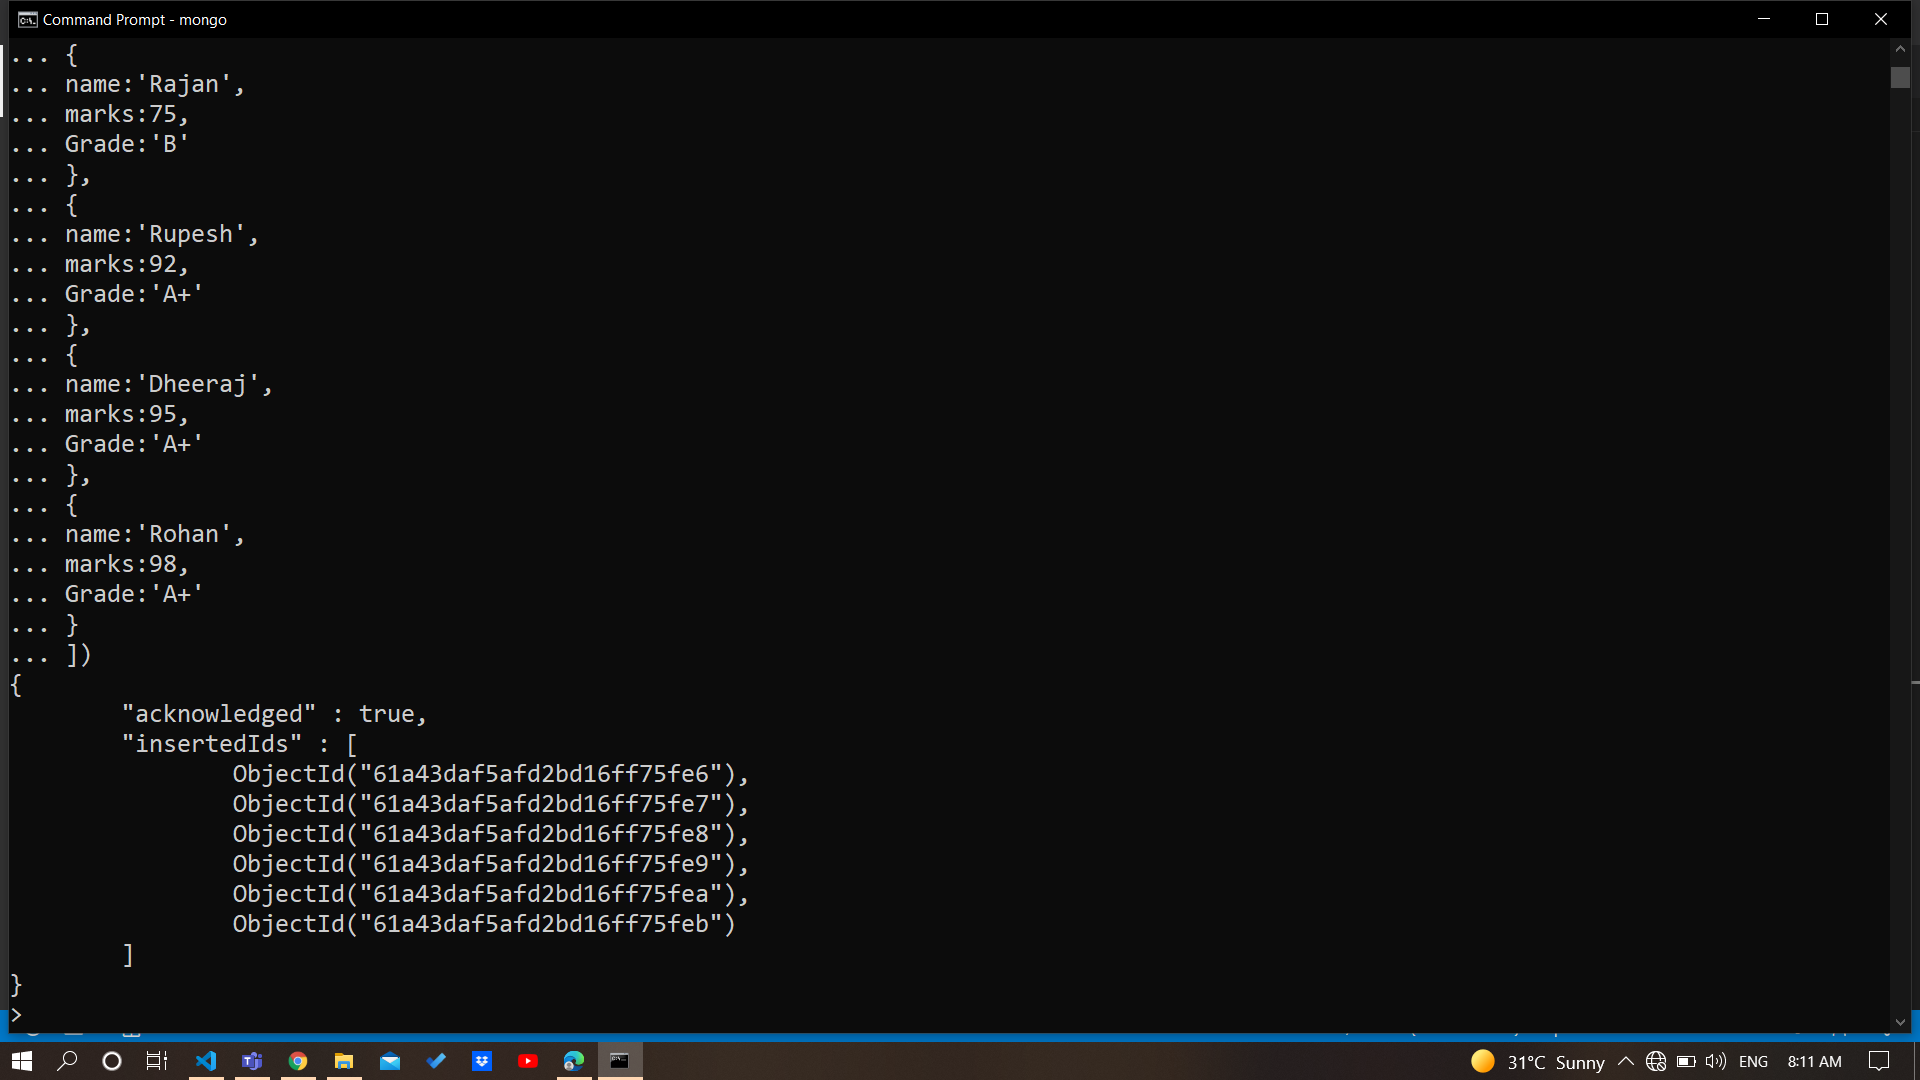 Command Prompt - mongo
... {
... name:'Rajan',
... marks:75,
... Grade:'B'
... },
... {
... name:'Rupesh',
... marks:92,
... Grade:'A+'
... },
... {
... name:'Dheeraj',
... marks:95,
... Grade:'A+'
... },
... {
... name:'Rohan',
... marks:98,
... Grade:'A+'
... }
... ])
{
        "acknowledged" : true,
        "insertedIds" : [
                ObjectId("61a43daf5afd2bd16ff75fe6"),
                ObjectId("61a43daf5afd2bd16ff75fe7"),
                ObjectId("61a43daf5afd2bd16ff75fe8"),
                ObjectId("61a43daf5afd2bd16ff75fe9"),
                ObjectId("61a43daf5afd2bd16ff75fea"),
                ObjectId("61a43daf5afd2bd16ff75feb")
        ]
}
>
31°C Sunny ENG 8:11 AM